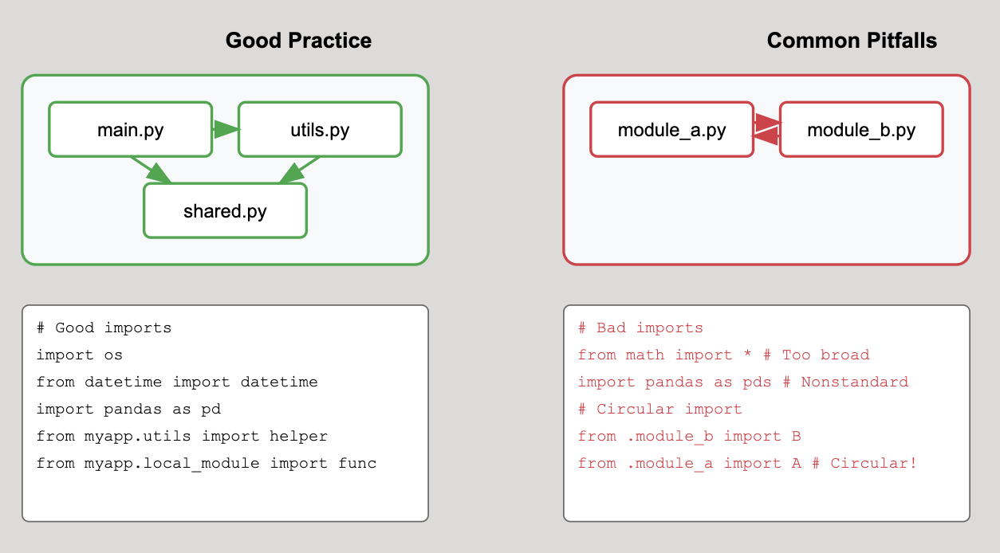 Good Practice
main.py
utils.py
shared.py
# Good imports
import os
from datetime import datetime
import pandas as pd
from myapp.utils import helper
from myapp.local_module import func
Common Pitfalls
module_a.py
module_b.py
# Bad imports
from math import * # Too broad
import pandas as pds # Nonstandard
# Circular import
from .module_b import B
from .module_a import A # Circular!